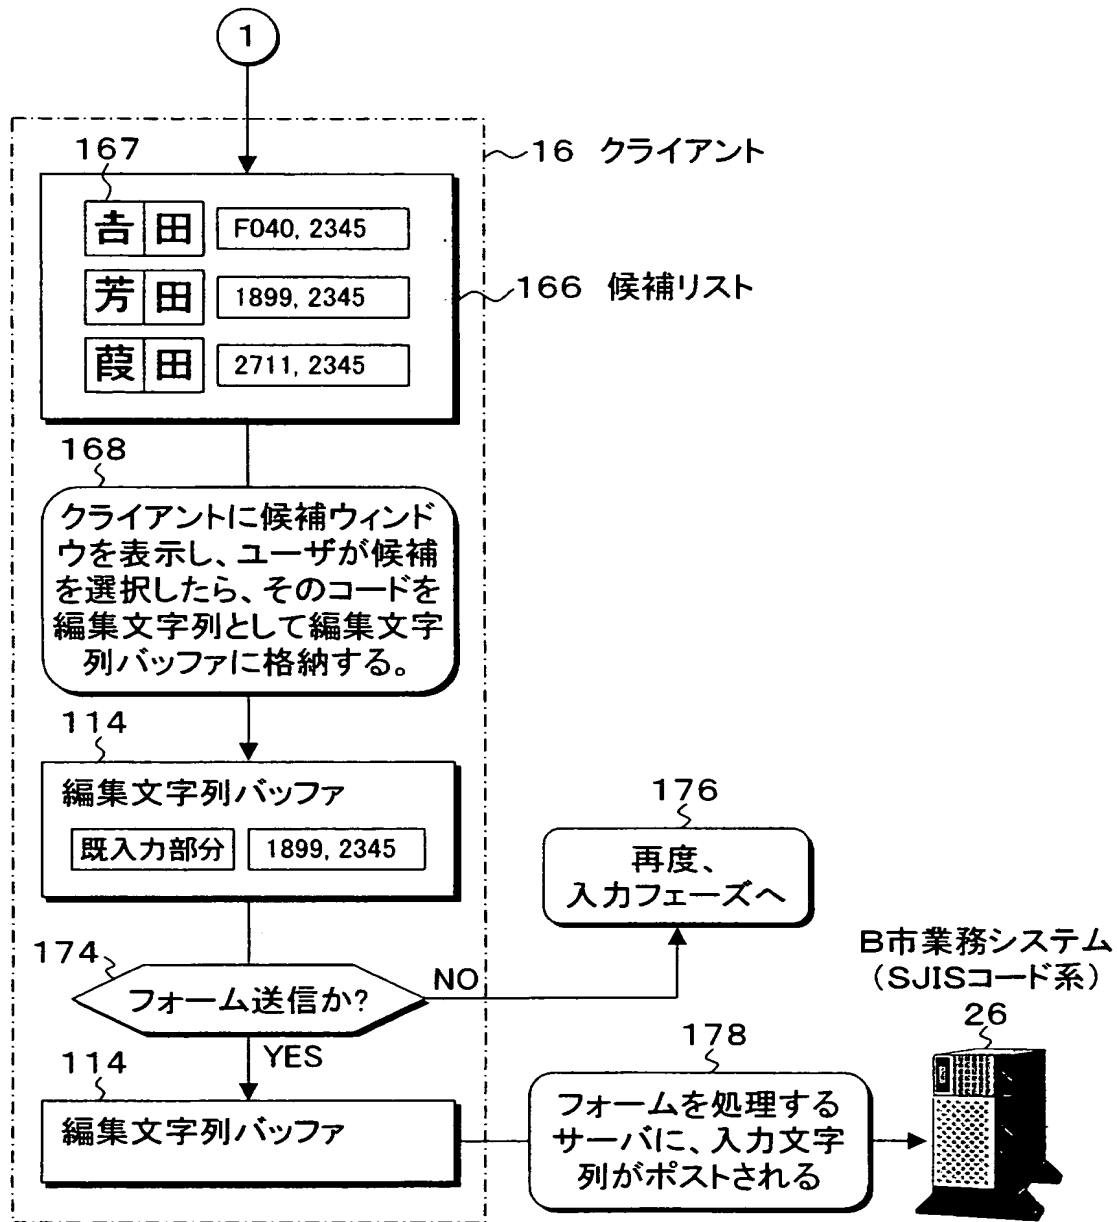 1
16 クライアント
167
𠮷 田 F040, 2345
芳 田 1899, 2345
葭 田 2711, 2345
166 候補リスト
168
クライアントに候補ウィンド
ウを表示し、ユーザが候補
を選択したら、そのコードを
編集文字列として編集文字
列バッファに格納する。
114
編集文字列バッファ
既入力部分 1899, 2345
176
再度、
入力フェーズへ
174
フォーム送信か?
NO
YES
B市業務システム
(SJISコード系)
26
114
編集文字列バッファ
178
フォームを処理する
サーバに、入力文字
列がポストされる